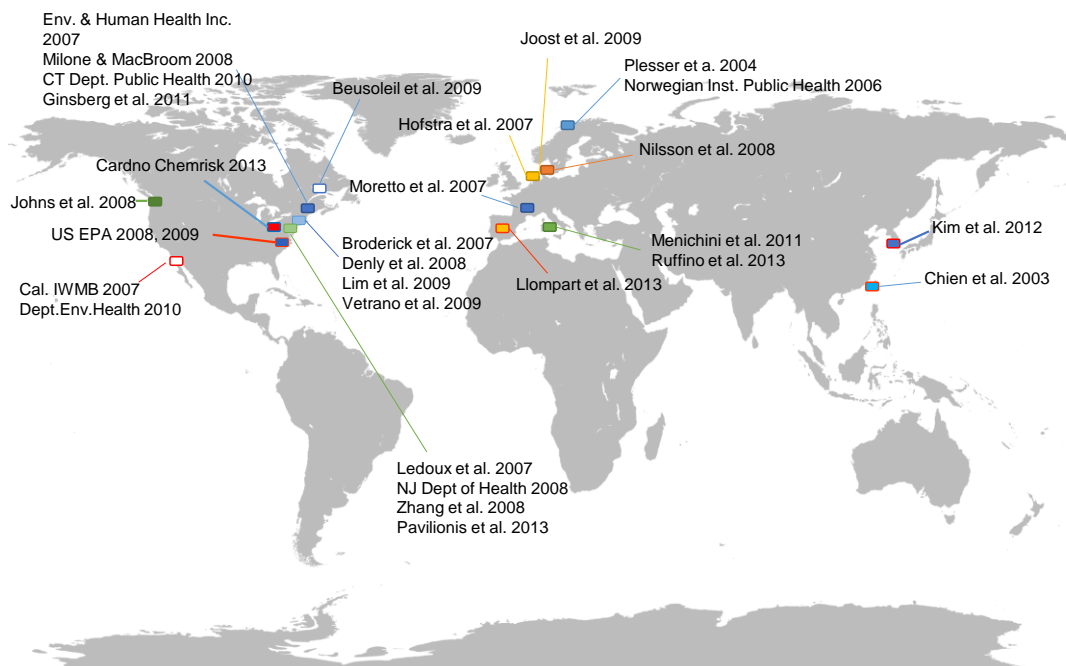 Env. & Human Health Inc.
2007
Milone & MacBroom 2008
CT Dept. Public Health 2010
Ginsberg et al. 2011
Joost et al. 2009
Plesser et a. 2004
Norwegian Inst. Public Health 2006
Beusoleil et al. 2009
Hofstra et al. 2007
Nilsson et al. 2008
Cardno Chemrisk 2013
Moretto et al. 2007
Johns et al. 2008
US EPA 2008, 2009
Kim et al. 2012
Broderick et al. 2007
Denly et al. 2008
Lim et al. 2009
Vetrano et al. 2009
Menichini et al. 2011
Ruffino et al. 2013
Llompart et al. 2013
Chien et al. 2003
Cal. IWMB 2007
Dept.Env.Health 2010
Ledoux et al. 2007
NJ Dept of Health 2008
Zhang et al. 2008
Pavilionis et al. 2013